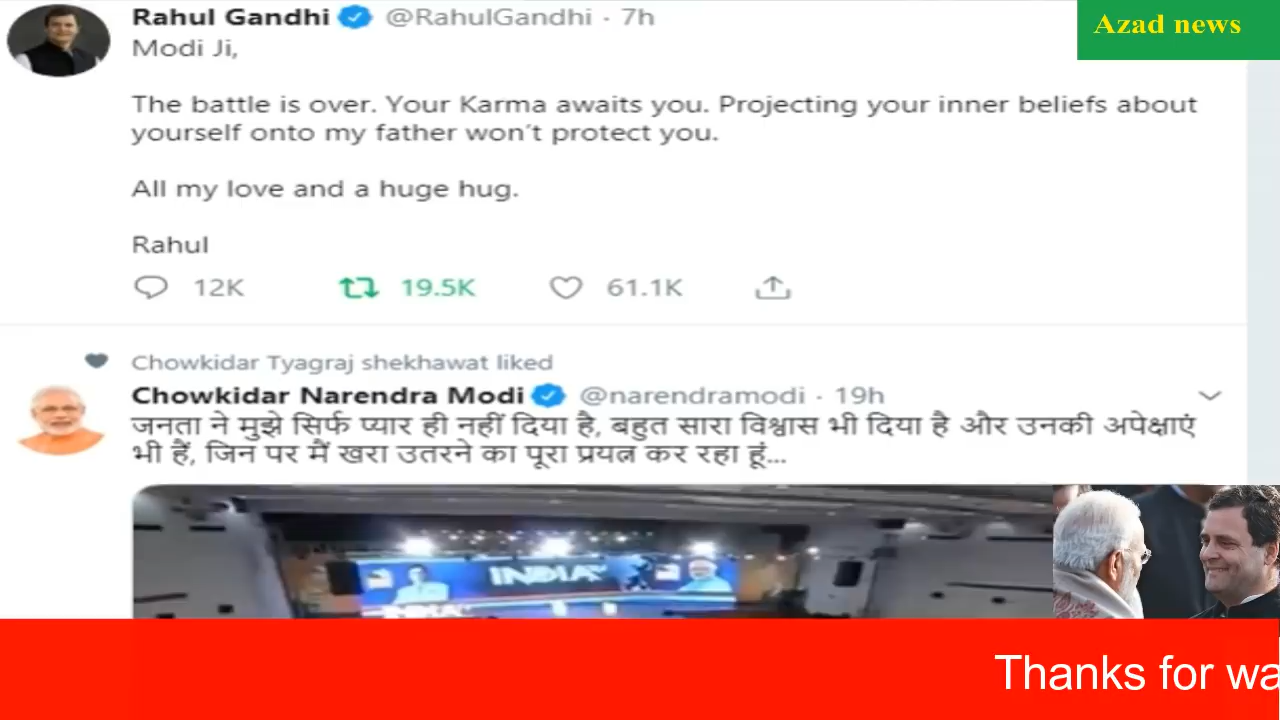 Rahul Gandhi @RahulGandhi · 7h
Azad news
Modi Ji,
The battle is over. Your Karma awaits you. Projecting your inner beliefs about
yourself onto my father won't protect you.
All my love and a huge hug.
Rahul
12K 19.5K 61.1K
Chowkidar Tyagraj shekhawat liked
Chowkidar Narendra Modi @narendramodi · 19h
जनता ने मुझे सिर्फ प्यार ही नहीं दिया है, बहुत सारा विश्वास भी दिया है और उनकी अपेक्षाएं
भी हैं, जिन पर मैं खरा उतरने का पूरा प्रयत्न कर रहा हूं...
INDIA
INDIA
Thanks for wa